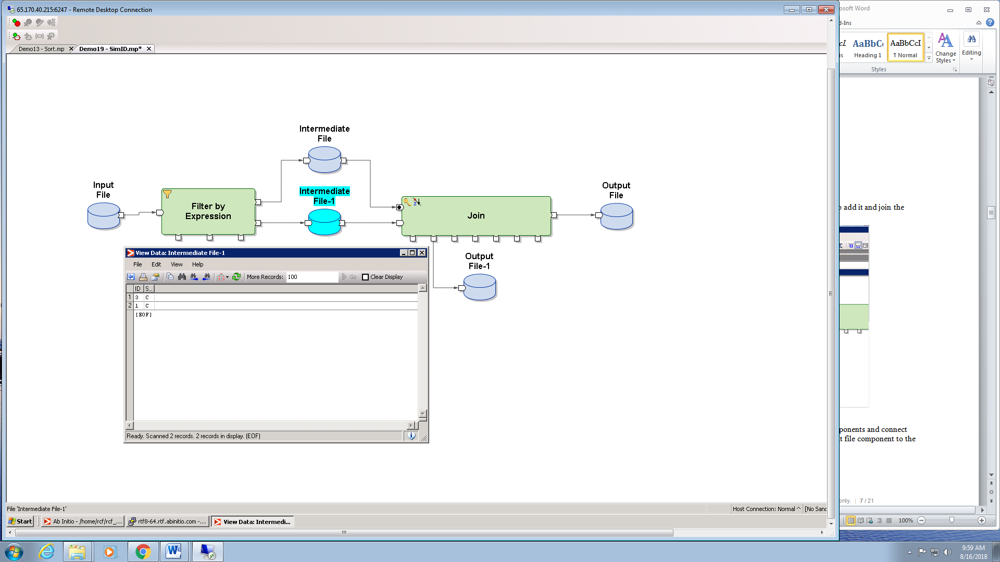 65.170.40.215:6247 - Remote Desktop Connection
Demo13 - Sort.mp
Demo19 - SimID.mp*
Intermediate
File
Input
File
Filter by
Expression
Intermediate
File-1
Join
Output
File
Output
File-1
View Data: Intermediate File-1
File Edit View Help
More Records: 100 Go Clear Display
ID S...
1 3 C
2 1 C
[EOF]
Ready. Scanned 2 records. 2 records in display. (EOF)
File 'Intermediate File-1'
Host Connection: Normal ^ [No Sand
Start Ab Initio - /home/rcf/rcf_... rtf8-64.rtf.abinitio.com -... View Data: Intermedi...
osoft Word
d-Ins
AaBbCc AaBbCcI
Heading 1 ¶ Normal
Change
Styles
Editing
Styles
o add it and join the
ponents and connect
t file component to the
only. 7 / 21
100%
9:59 AM
8/16/2018